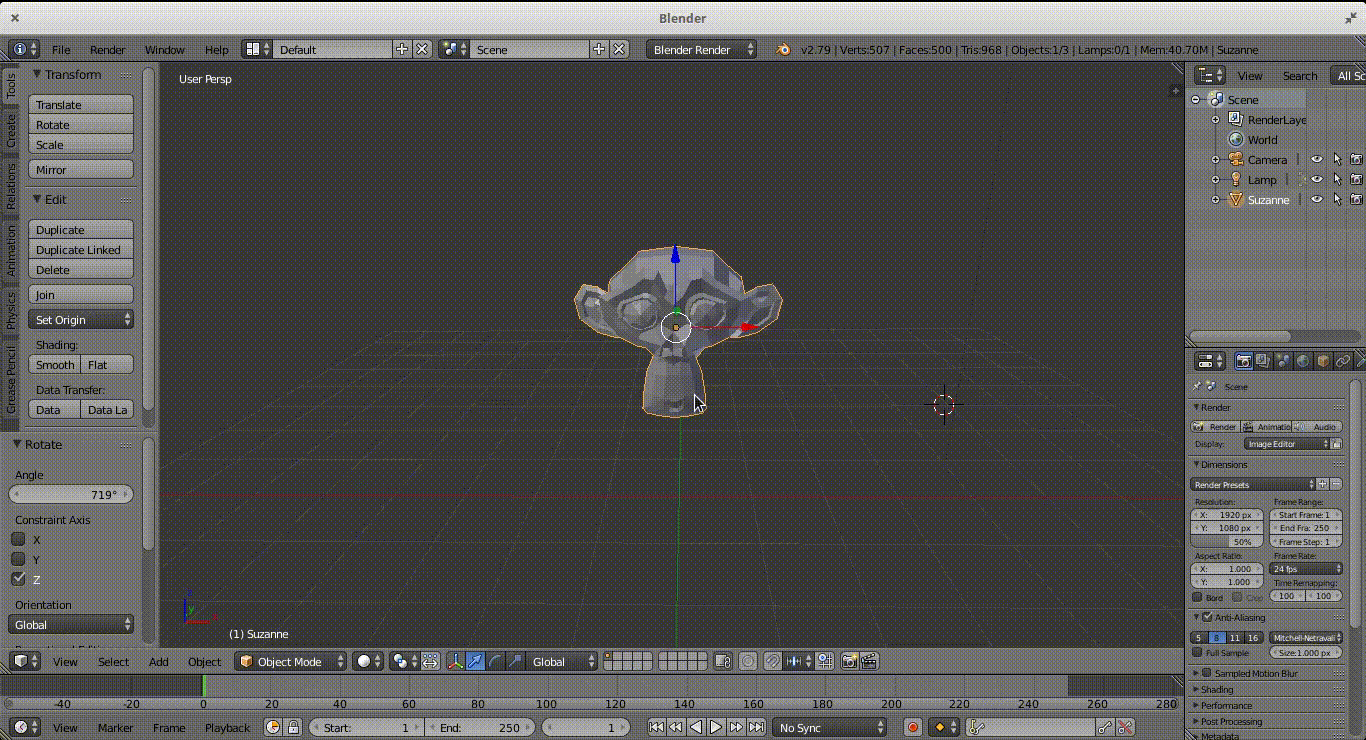 Blender
File Render Window Help Default Scene Blender Render v2.79 | Verts:507 | Faces:500 | Tris:968 | Objects:1/3 | Lamps:0/1 | Mem:40.70M | Suzanne
Tools
Create
Relations
Animation
Physics
Grease Pencil
Transform
Translate
Rotate
Scale
Mirror
Edit
Duplicate
Duplicate Linked
Delete
Join
Set Origin
Shading:
Smooth Flat
Data Transfer:
Data Data La
Rotate
Angle
719°
Constraint Axis
X
Y
Z
Orientation
Global
User Persp
(1) Suzanne
View Select Add Object Object Mode Global
-40 -20 0 20 40 60 80 100 120 140 160 180 200 220 240 260 280
View Marker Frame Playback Start: 1 End: 250 1 No Sync
View Search All Sc
Scene
RenderLaye
World
Camera
Lamp
Suzanne
Scene
Render
Render Animatio Audio
Display: Image Editor
Dimensions
Render Presets
Resolution: Frame Range:
X: 1920 px Start Frame: 1
Y: 1080 px End Fra: 250
50% Frame Step: 1
Aspect Ratio: Frame Rate:
X: 1.000 24 fps
Y: 1.000 Time Remapping:
Bord Crop 100 100
Anti-Aliasing
5 8 11 16 Mitchell-Netravali
Full Sample Size: 1.000 px
Sampled Motion Blur
Shading
Performance
Post Processing
Metadata